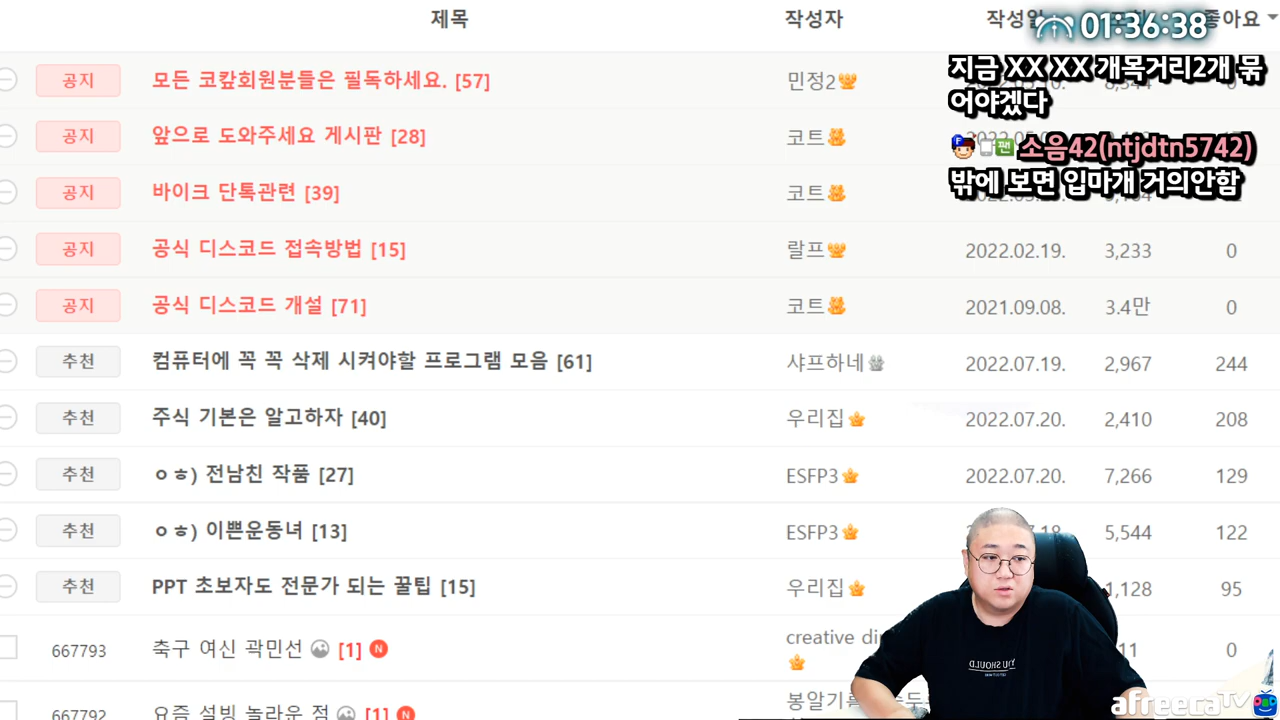 제목 작성자 작성일 좋아요
01:36:38
지금 XX XX 개목거리2개 묶
어야겠다
소음42(ntjdtn5742)
밖에 보면 입마개 거의안함
공지 모든 코캎회원분들은 필독하세요. [57] 민정2
공지 앞으로 도와주세요 게시판 [28] 코트
공지 바이크 단톡관련 [39] 코트
공지 공식 디스코드 접속방법 [15] 랄프 2022.02.19. 3,233 0
공지 공식 디스코드 개설 [71] 코트 2021.09.08. 3.4만 0
추천 컴퓨터에 꼭 꼭 삭제 시켜야할 프로그램 모음 [61] 샤프하네 2022.07.19. 2,967 244
추천 주식 기본은 알고하자 [40] 우리집 2022.07.20. 2,410 208
추천 ㅇㅎ) 전남친 작품 [27] ESFP3 2022.07.20. 7,266 129
추천 ㅇㅎ) 이쁜운동녀 [13] ESFP3 5,544 122
추천 PPT 초보자도 전문가 되는 꿀팁 [15] 우리집 1,128 95
667793 축구 여신 곽민선 [1] N creative 11 0
667792 요즘 설빙 놀라운 점 [1] N
YOU SHOULD
afreecaTV